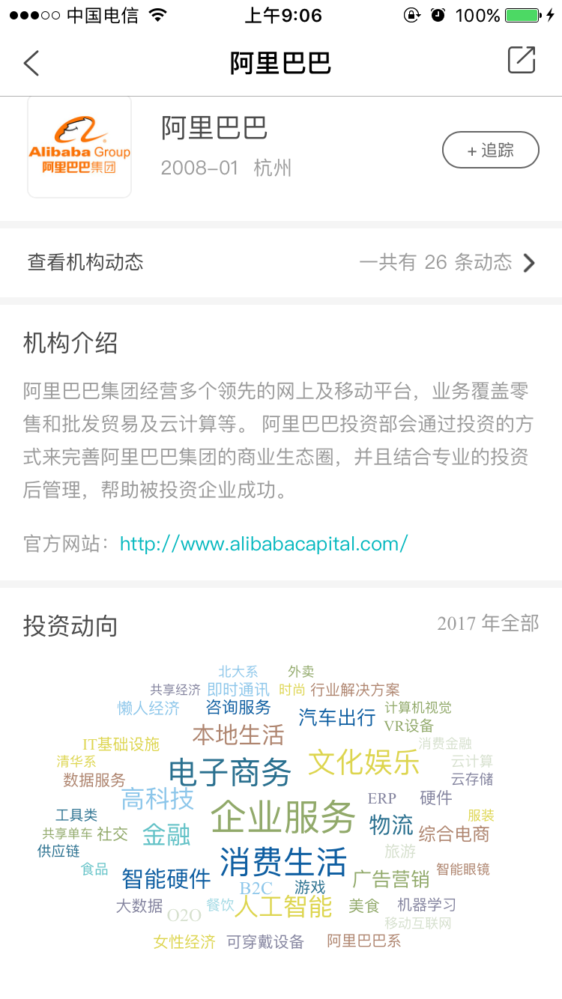 中国电信 上午9:06 100%
阿里巴巴
Alibaba Group
阿里巴巴集团
阿里巴巴
2008-01 杭州
+ 追踪
查看机构动态 一共有 26 条动态
机构介绍
阿里巴巴集团经营多个领先的网上及移动平台，业务覆盖零
售和批发贸易及云计算等。 阿里巴巴投资部会通过投资的方
式来完善阿里巴巴集团的商业生态圈，并且结合专业的投资
后管理，帮助被投资企业成功。
官方网站：http://www.alibabacapital.com/
投资动向 2017 年全部
北大系 外卖
共享经济 即时通讯 时尚 行业解决方案
懒人经济 咨询服务 汽车出行 计算机视觉
本地生活 VR设备
IT基础设施 消费金融
清华系 电子商务 文化娱乐 云计算
数据服务 云存储
高科技 ERP 硬件
工具类 企业服务 物流 服装
共享单车 社交 金融 综合电商
供应链 旅游
食品 消费生活 智能眼镜
智能硬件 B2C 游戏 广告营销
大数据 O2O 餐饮 人工智能 美食 机器学习
移动互联网
女性经济 可穿戴设备 阿里巴巴系